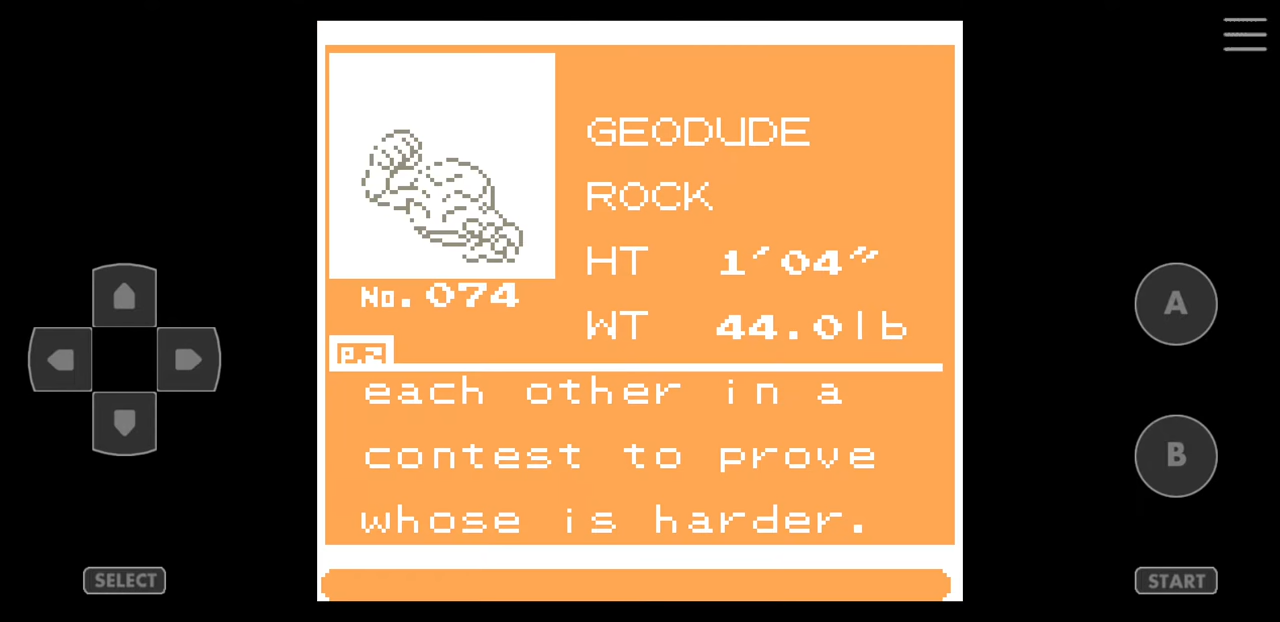 GEODUDE
ROCK
HT 1′04″
No.074
WT 44.0lb
P.2
each other in a
contest to prove
whose is harder.
A
B
SELECT
START